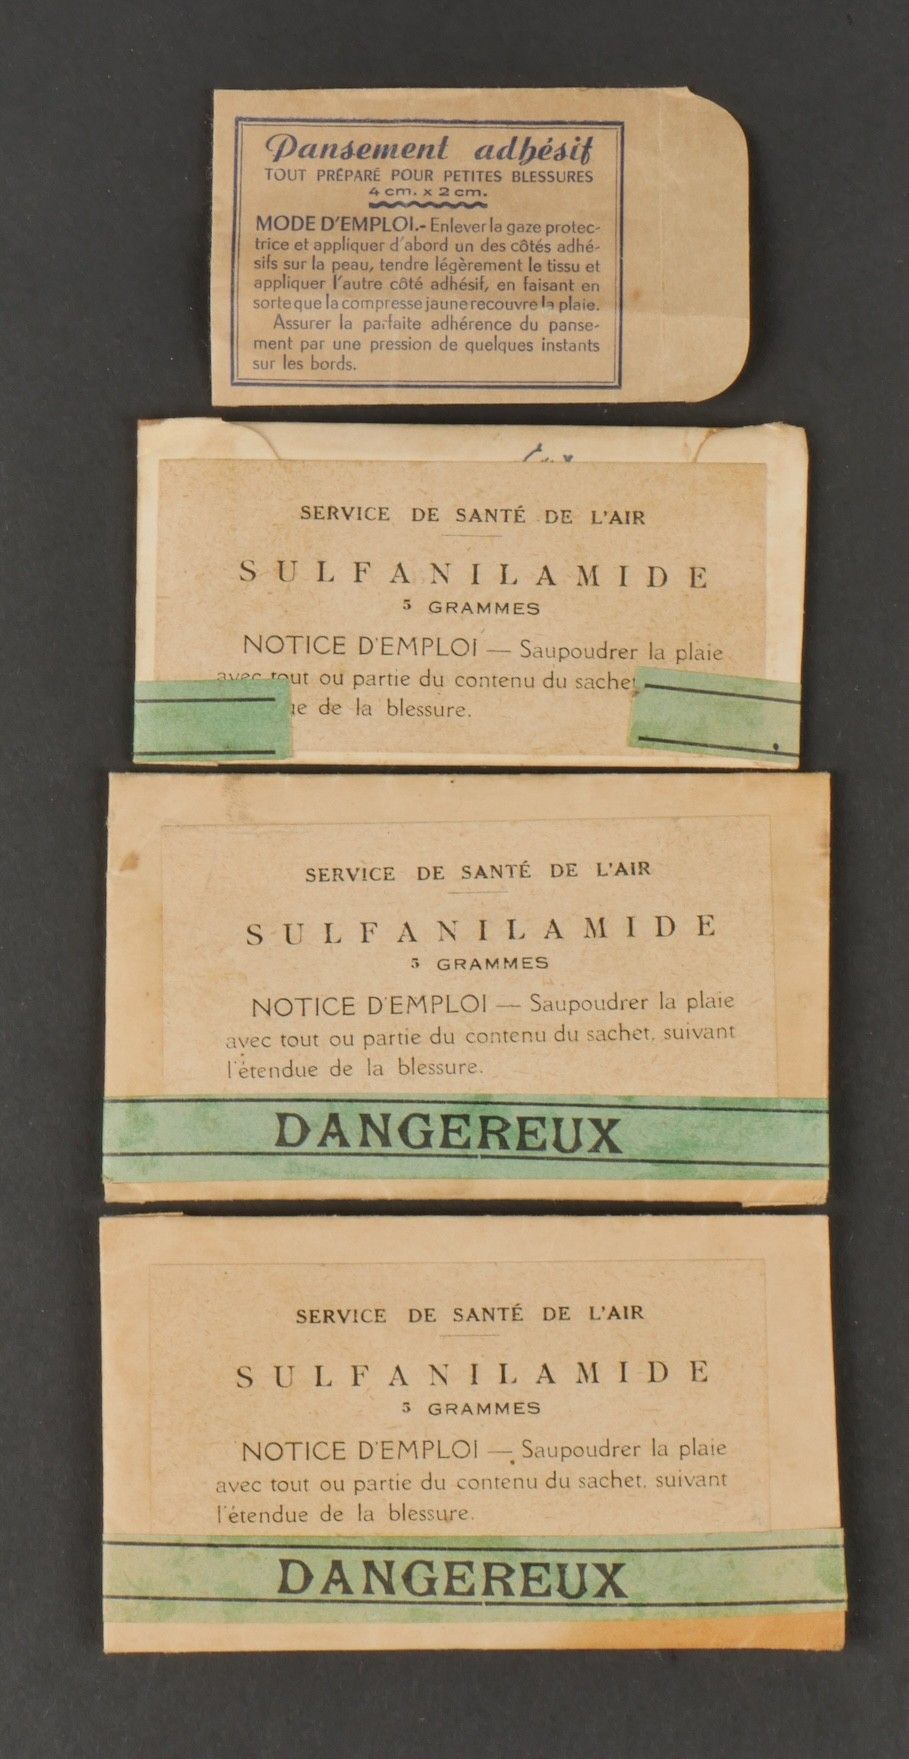 Pansement adhésif
TOUT PRÉPARÉ POUR PETITES BLESSURES
4 cm. x 2 cm.
MODE D'EMPLOI.- Enlever la gaze protec-
trice et appliquer d'abord un des côtés adhé-
sifs sur la peau, tendre légèrement le tissu et
appliquer l'autre côté adhésif, en faisant en
sorte que la compresse jaune recouvre la plaie.
Assurer la parfaite adhérence du panse-
ment par une pression de quelques instants
sur les bords.
SERVICE DE SANTÉ DE L'AIR
SULFANILAMIDE
5 GRAMMES
NOTICE D'EMPLOI — Saupoudrer la plaie
avec tout ou partie du contenu du sachet
de la blessure.
SERVICE DE SANTÉ DE L'AIR
SULFANILAMIDE
5 GRAMMES
NOTICE D'EMPLOI — Saupoudrer la plaie
avec tout ou partie du contenu du sachet, suivant
l'étendue de la blessure.
DANGEREUX
SERVICE DE SANTÉ DE L'AIR
SULFANILAMIDE
5 GRAMMES
NOTICE D'EMPLOI — Saupoudrer la plaie
avec tout ou partie du contenu du sachet, suivant
l'étendue de la blessure.
DANGEREUX